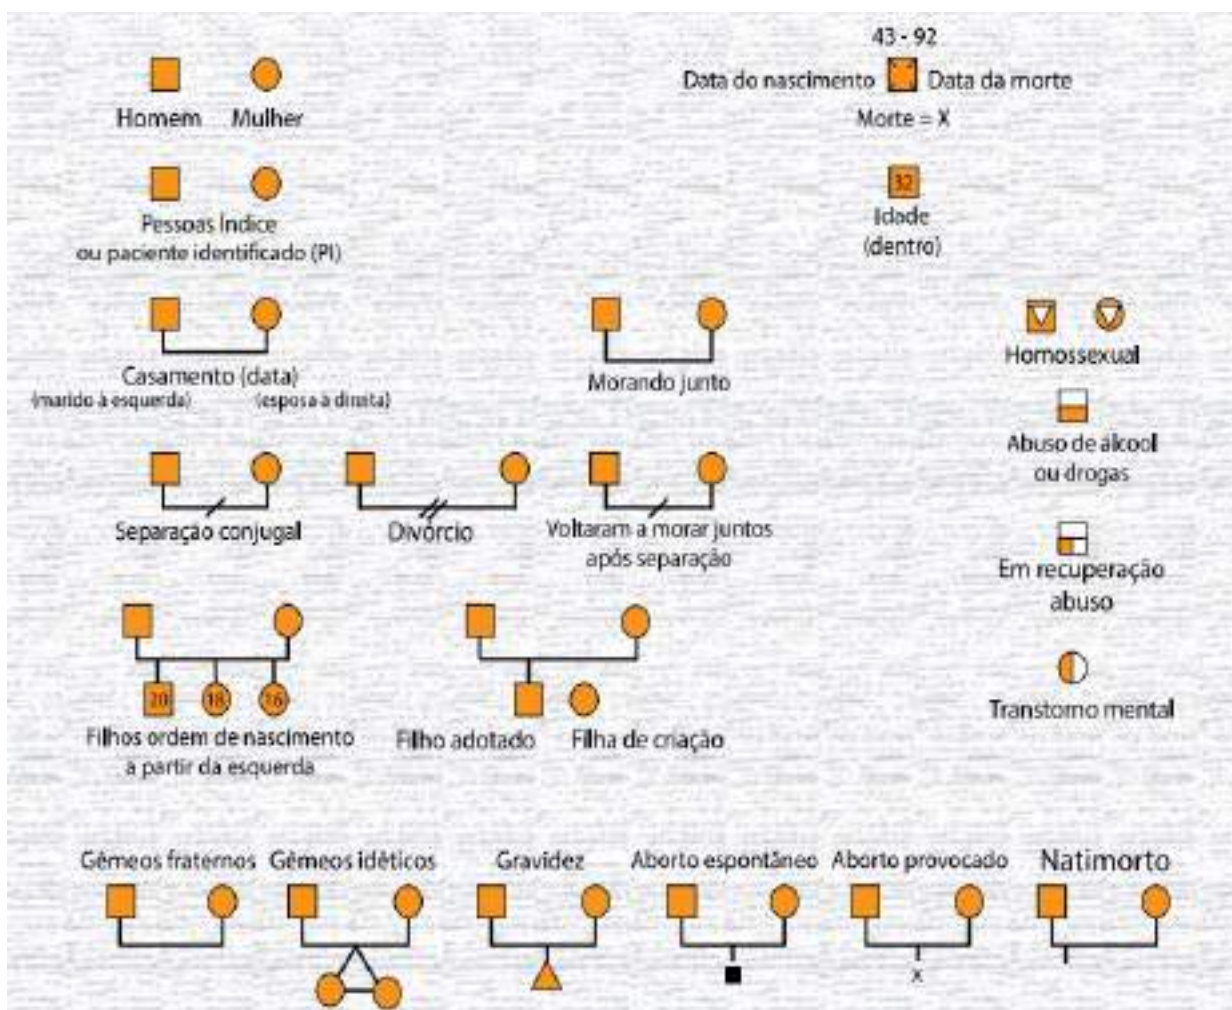 43 - 92
Data do nascimento Data da morte
Homem Mulher
Morte = X
32
Pessoas Índice
ou paciente identificado (PI)
Idade
(dentro)
Casamento (data)
(marido à esquerda) (esposa à direita)
Morando junto
Homossexual
Abuso de álcool
ou drogas
Separação conjugal
Divórcio
Voltaram a morar juntos
após separação
Em recuperação
abuso
20 18 16
Filhos ordem de nascimento
a partir da esquerda
Filho adotado
Filha de criação
Transtorno mental
Gêmeos fraternos
Gêmeos idéticos
Gravidez
Aborto espontâneo
Aborto provocado
Natimorto
x